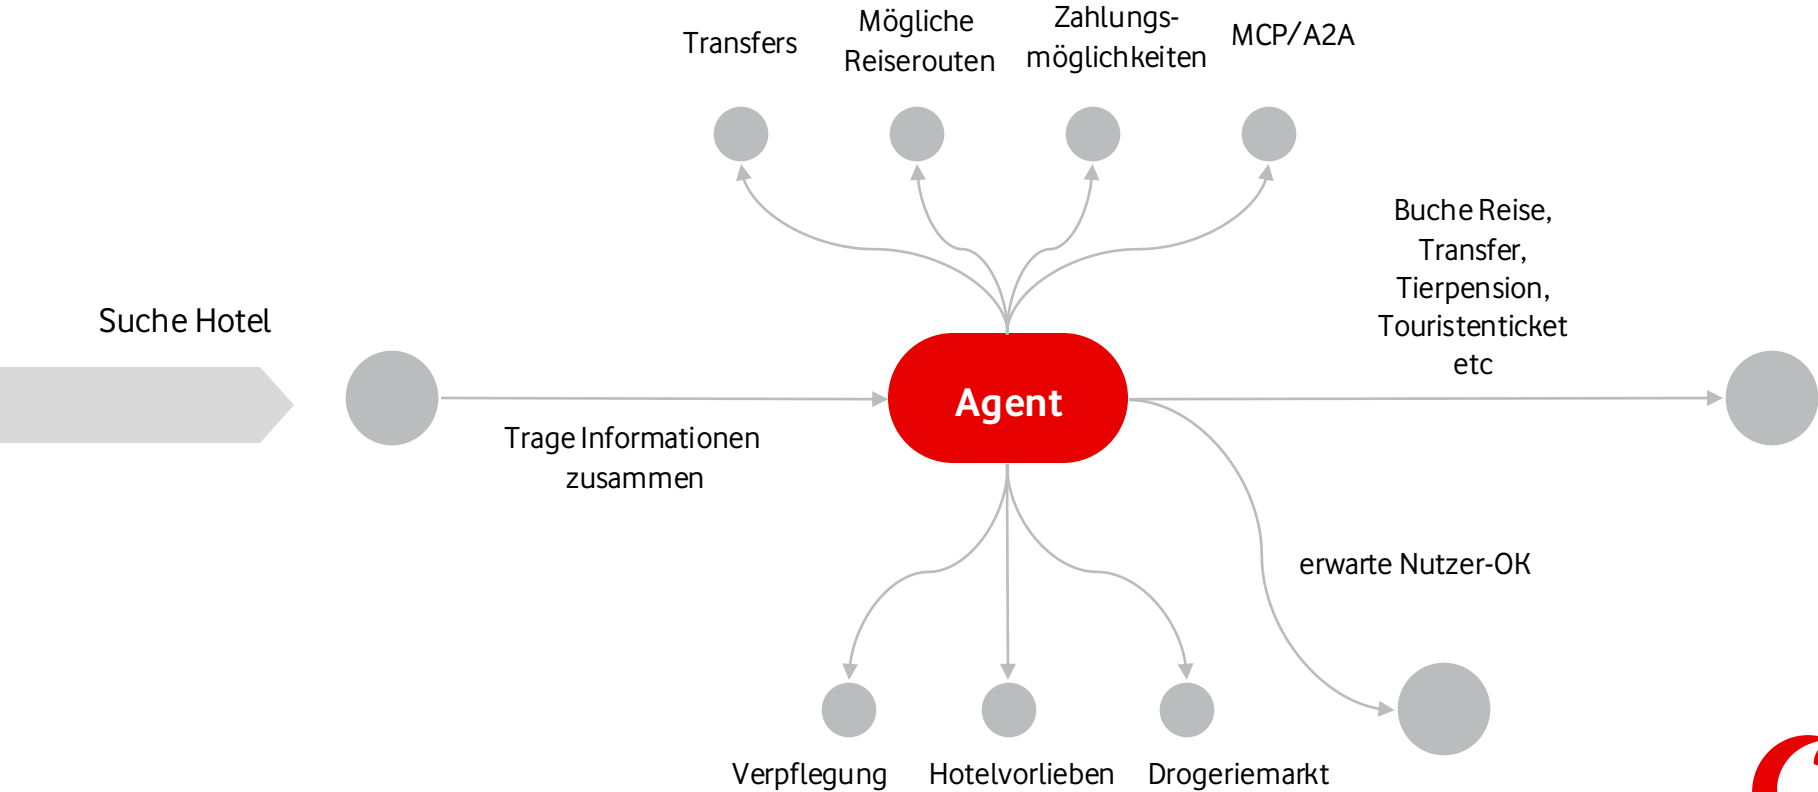 Transfers
Mögliche
Reiserouten
Zahlungs-
möglichkeiten
MCP/A2A
Buche Reise,
Transfer,
Tierpension,
Touristenticket
etc
Suche Hotel
Agent
Trage Informationen
zusammen
erwarte Nutzer-OK
Verpflegung
Hotelvorlieben
Drogeriemarkt